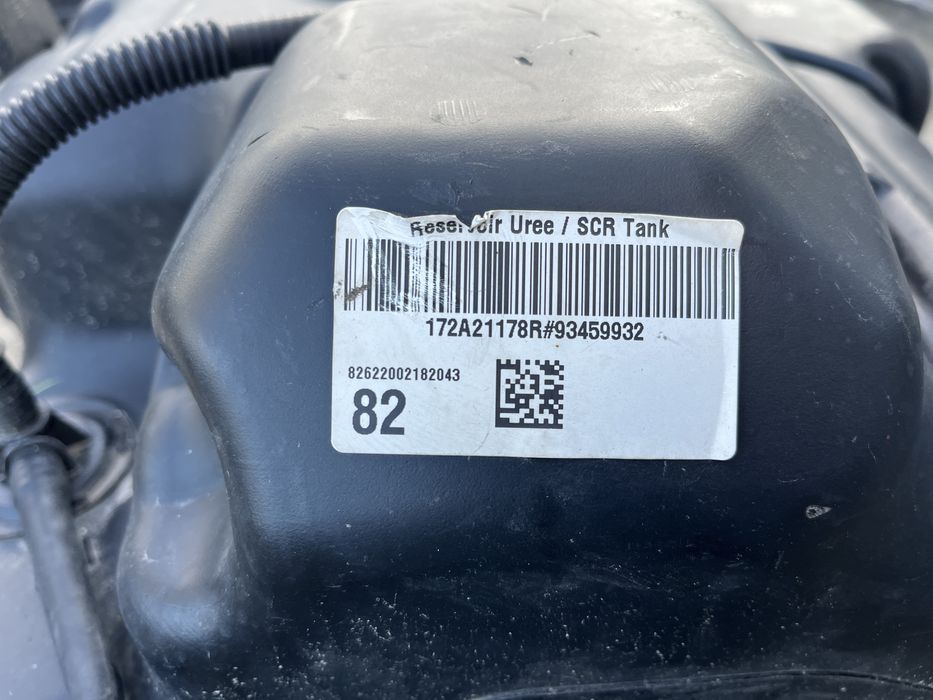 Reservoir Uree / SCR Tank
172A21178R#93459932
82622002182043
82